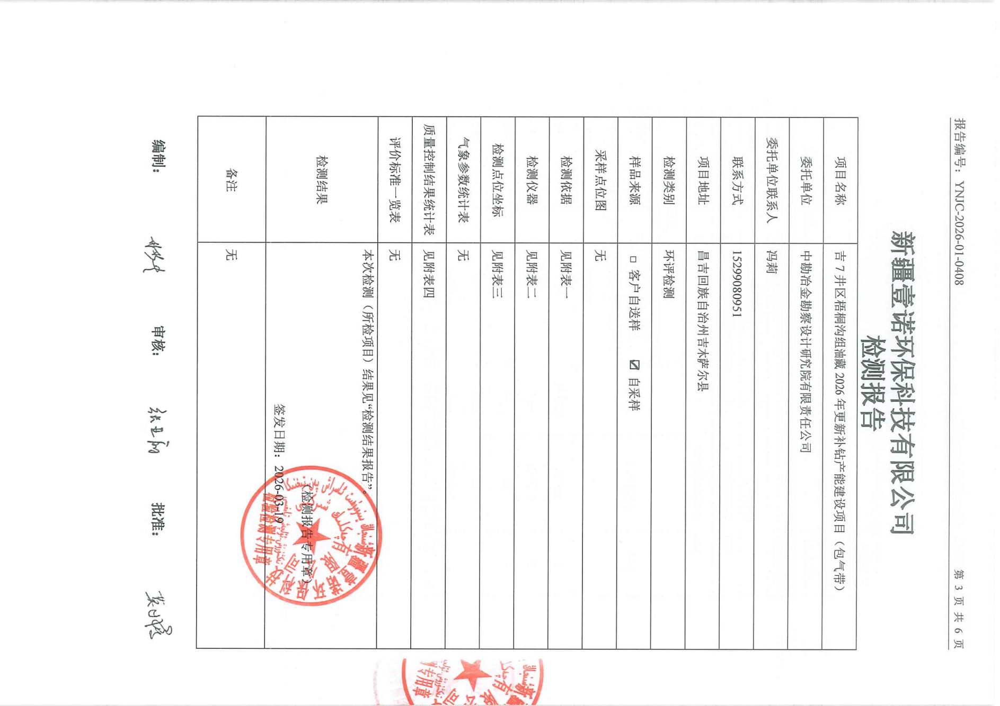 报告编号：YNJC-2026-01-0408 第 3 页 共 6 页
新疆壹诺环保科技有限公司
检测报告
项目名称 吉 7 井区梧桐沟组油藏 2026 年更新补钻产能建设项目（包气带）
委托单位 中勘冶金勘察设计研究院有限责任公司
委托单位联系人 冯莉
联系方式 15299080951
项目地址 昌吉回族自治州吉木萨尔县
检测类别 环评检测
样品来源 □ 客户自送样 ☑ 自采样
采样点位图 无
检测依据 见附表一
检测仪器 见附表二
检测点位坐标 见附表三
气象参数统计表 无
质量控制结果统计表 见附表四
评价标准一览表 无
检测结果 本次检测（所检项目）结果见“检测结果报告”。
（检测报告专用章）
签发日期：2026-03-19
备注 无
编制： 审核： 批准：
新疆壹诺环保科技有限公司
检验检测专用章
专用章